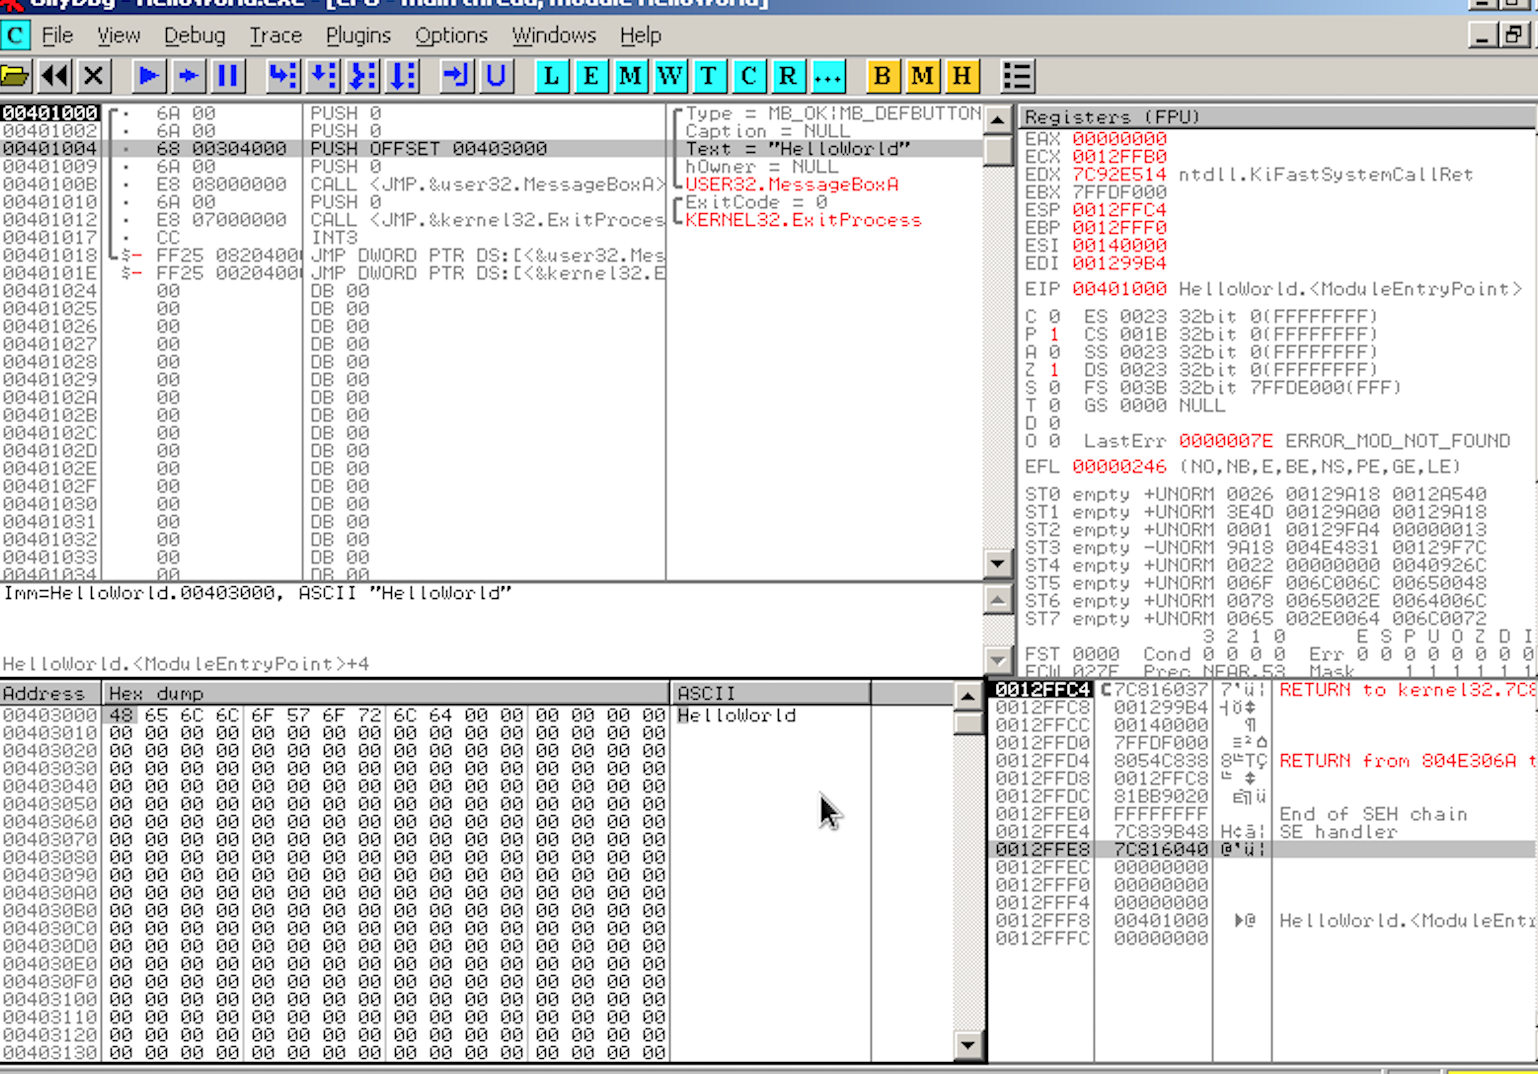 OllyDbg - HelloWorld.exe - [CPU - main thread, module HelloWorld]
C File View Debug Trace Plugins Options Windows Help
L E M W T C R ... B M H
00401000 6A 00 PUSH 0 Type = MB_OK|MB_DEFBUTTON
00401002 6A 00 PUSH 0 Caption = NULL
00401004 68 00304000 PUSH OFFSET 00403000 Text = "HelloWorld"
00401009 6A 00 PUSH 0 hOwner = NULL
0040100B E8 08000000 CALL <JMP.&user32.MessageBoxA> USER32.MessageBoxA
00401010 6A 00 PUSH 0 ExitCode = 0
00401012 E8 07000000 CALL <JMP.&kernel32.ExitProces KERNEL32.ExitProcess
00401017 CC INT3
00401018 $- FF25 08204000 JMP DWORD PTR DS:[<&user32.Mes
0040101E $- FF25 00204000 JMP DWORD PTR DS:[<&kernel32.E
00401024 00 DB 00
00401025 00 DB 00
00401026 00 DB 00
00401027 00 DB 00
00401028 00 DB 00
00401029 00 DB 00
0040102A 00 DB 00
0040102B 00 DB 00
0040102C 00 DB 00
0040102D 00 DB 00
0040102E 00 DB 00
0040102F 00 DB 00
00401030 00 DB 00
00401031 00 DB 00
00401032 00 DB 00
00401033 00 DB 00
00401034 00 DB 00
Imm=HelloWorld.00403000, ASCII "HelloWorld"
HelloWorld.<ModuleEntryPoint>+4
Registers (FPU)
EAX 00000000
ECX 0012FFB0
EDX 7C92E514 ntdll.KiFastSystemCallRet
EBX 7FFDF000
ESP 0012FFC4
EBP 0012FFF0
ESI 00140000
EDI 001299B4
EIP 00401000 HelloWorld.<ModuleEntryPoint>
C 0 ES 0023 32bit 0(FFFFFFFF)
P 1 CS 001B 32bit 0(FFFFFFFF)
A 0 SS 0023 32bit 0(FFFFFFFF)
Z 1 DS 0023 32bit 0(FFFFFFFF)
S 0 FS 003B 32bit 7FFDE000(FFF)
T 0 GS 0000 NULL
D 0
O 0 LastErr 0000007E ERROR_MOD_NOT_FOUND
EFL 00000246 (NO,NB,E,BE,NS,PE,GE,LE)
ST0 empty +UNORM 0026 00129A18 0012A540
ST1 empty +UNORM 3E4D 00129A00 00129A18
ST2 empty +UNORM 0001 00129FA4 00000013
ST3 empty -UNORM 9A18 004E4831 00129F7C
ST4 empty +UNORM 0022 00000000 0040926C
ST5 empty +UNORM 006F 006C006C 00650048
ST6 empty +UNORM 0078 0065002E 0064006C
ST7 empty +UNORM 0065 002E0064 006C0072
3 2 1 0 E S P U O Z D I
FST 0000 Cond 0 0 0 0 Err 0 0 0 0 0 0 0 0
FCW 027F Prec NEAR,53 Mask 1 1 1 1 1 1
Address Hex dump ASCII
00403000 48 65 6C 6C 6F 57 6F 72 6C 64 00 00 00 00 00 00 HelloWorld
00403010 00 00 00 00 00 00 00 00 00 00 00 00 00 00 00 00
00403020 00 00 00 00 00 00 00 00 00 00 00 00 00 00 00 00
00403030 00 00 00 00 00 00 00 00 00 00 00 00 00 00 00 00
00403040 00 00 00 00 00 00 00 00 00 00 00 00 00 00 00 00
00403050 00 00 00 00 00 00 00 00 00 00 00 00 00 00 00 00
00403060 00 00 00 00 00 00 00 00 00 00 00 00 00 00 00 00
00403070 00 00 00 00 00 00 00 00 00 00 00 00 00 00 00 00
00403080 00 00 00 00 00 00 00 00 00 00 00 00 00 00 00 00
00403090 00 00 00 00 00 00 00 00 00 00 00 00 00 00 00 00
004030A0 00 00 00 00 00 00 00 00 00 00 00 00 00 00 00 00
004030B0 00 00 00 00 00 00 00 00 00 00 00 00 00 00 00 00
004030C0 00 00 00 00 00 00 00 00 00 00 00 00 00 00 00 00
004030D0 00 00 00 00 00 00 00 00 00 00 00 00 00 00 00 00
004030E0 00 00 00 00 00 00 00 00 00 00 00 00 00 00 00 00
004030F0 00 00 00 00 00 00 00 00 00 00 00 00 00 00 00 00
00403100 00 00 00 00 00 00 00 00 00 00 00 00 00 00 00 00
00403110 00 00 00 00 00 00 00 00 00 00 00 00 00 00 00 00
00403120 00 00 00 00 00 00 00 00 00 00 00 00 00 00 00 00
00403130 00 00 00 00 00 00 00 00 00 00 00 00 00 00 00 00
0012FFC4 7C816037 RETURN to kernel32.7C8
0012FFC8 001299B4
0012FFCC 00140000 ¶
0012FFD0 7FFDF000
0012FFD4 8054C838 RETURN from 804E306A t
0012FFD8 0012FFC8
0012FFDC 81BB9020
0012FFE0 FFFFFFFF End of SEH chain
0012FFE4 7C839B48 SE handler
0012FFE8 7C816040
0012FFEC 00000000
0012FFF0 00000000
0012FFF4 00000000
0012FFF8 00401000 HelloWorld.<ModuleEntr
0012FFFC 00000000